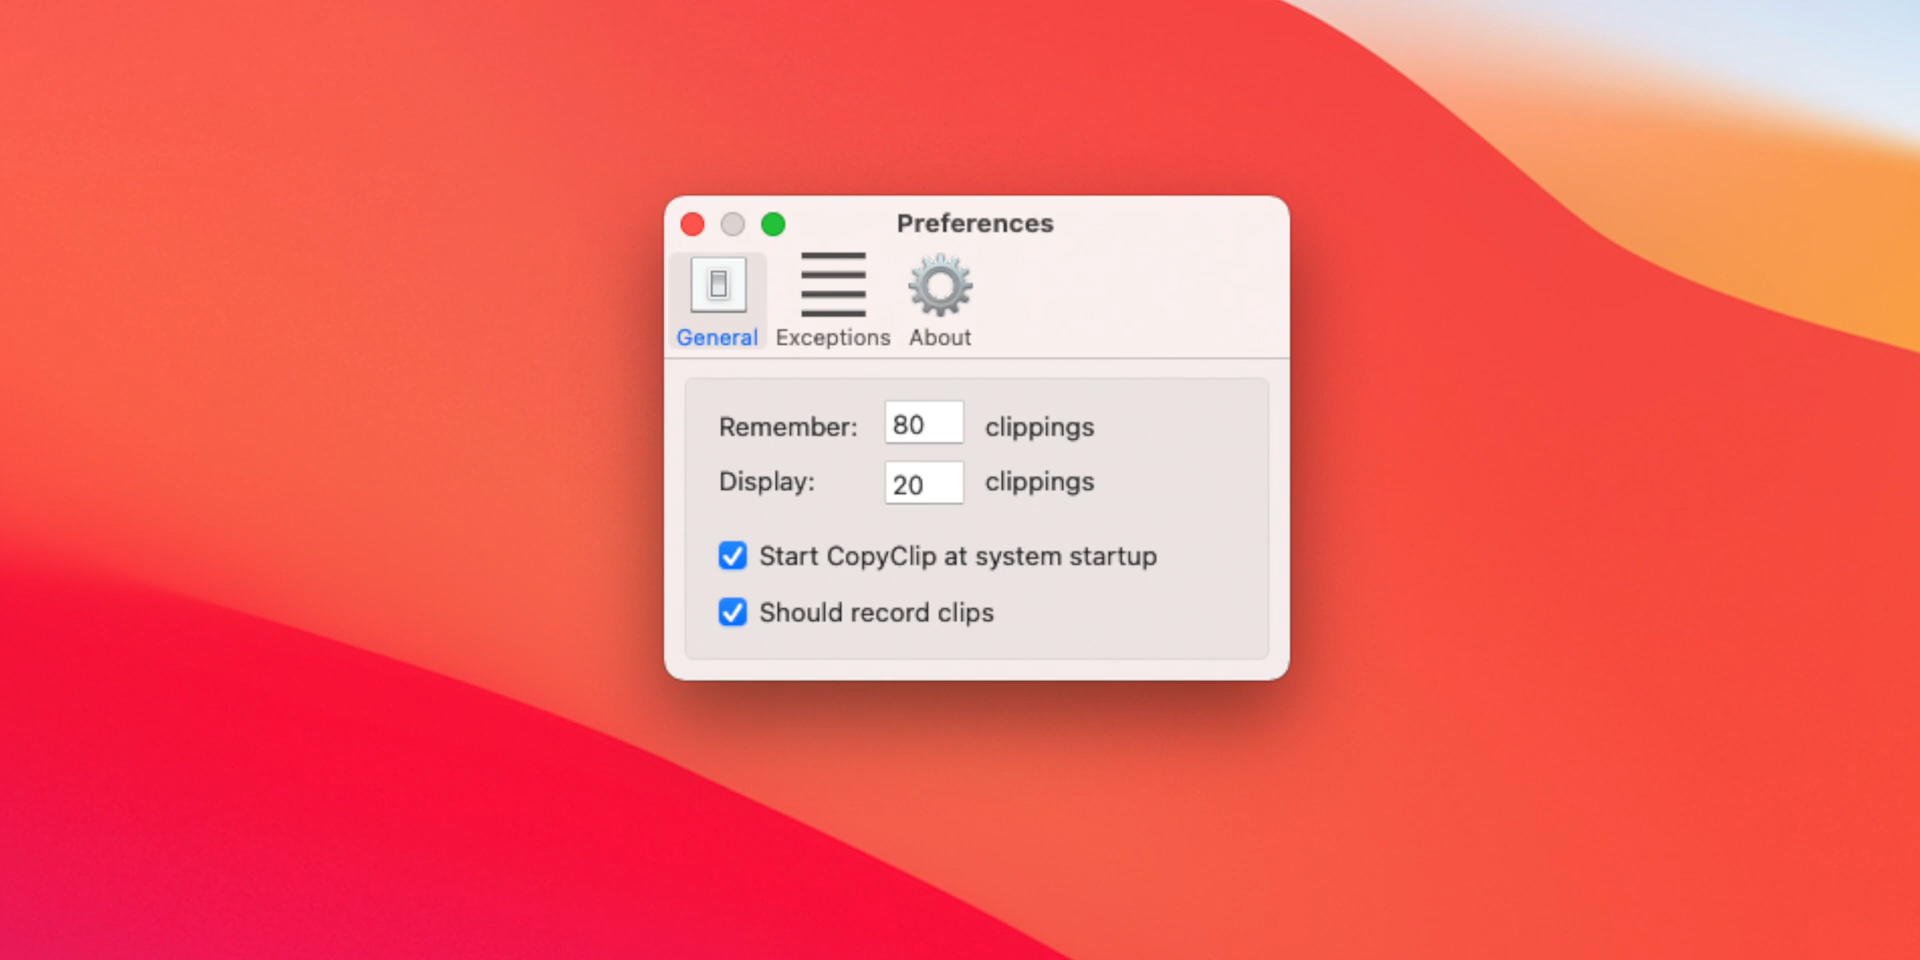 Preferences
General Exceptions About
Remember: 80 clippings
Display: 20 clippings
Start CopyClip at system startup
Should record clips